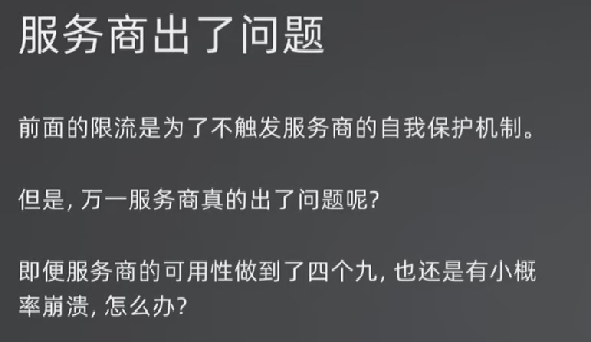 服务商出了问题
前面的限流是为了不触发服务商的自我保护机制。
但是，万一服务商真的出了问题呢？
即便服务商的可用性做到了四个九，也还是有小概
率崩溃，怎么办？